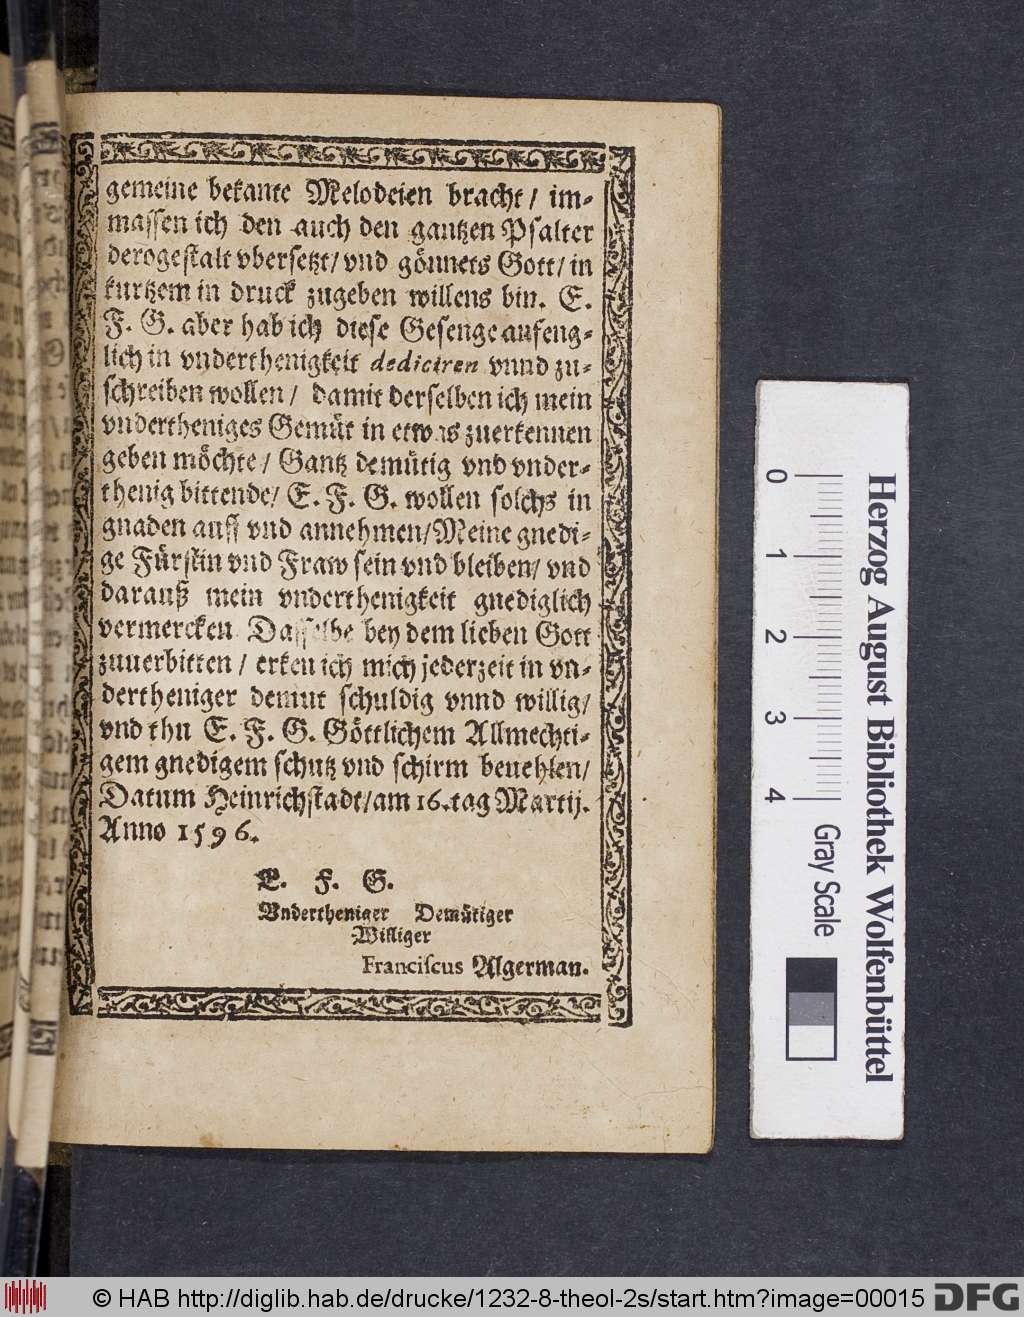 gemeine bekante Melodeien bracht/ im-
massen ich den auch den gantzen Psalter
derogestalt vbersetzt/ vnd gönnets Gott/ in
kurtzem in druck zugeben willens bin. E.
F. G. aber hab ich diese Gesenge anfeng-
lich in vnderthenigkeit dediciren vnnd zu-
schreiben wollen/ damit derselben ich mein
vndertheniges Gemüt in etwas zuerkennen
geben möchte/ Gantz demütig vnd vnder-
thenig bittende/ E. F. G. wollen solchs in
gnaden auff vnd annehmen/ Meine gnedi-
ge Fürstin vnd Fraw sein vnd bleiben/ vnd
darauß mein vnderthenigkeit gnediglich
vermercken Dasselbe bey dem lieben Gott
zuuerbitten/ erken ich mich jederzeit in vn-
dertheniger demut schuldig vnnd willig/
vnd thu E. F. G. Göttlichem Allmechti-
gem gnedigem schutz vnd schirm beuehlen/
Datum Heinrichstadt/ am 16. tag Martij.
Anno 1596.
E. F. G.
Vndertheniger Demütiger
Williger
Franciscus Algerman.
0 1 2 3 4 Gray Scale
Herzog August Bibliothek Wolfenbüttel
© HAB http://diglib.hab.de/drucke/1232-8-theol-2s/start.htm?image=00015
DFG